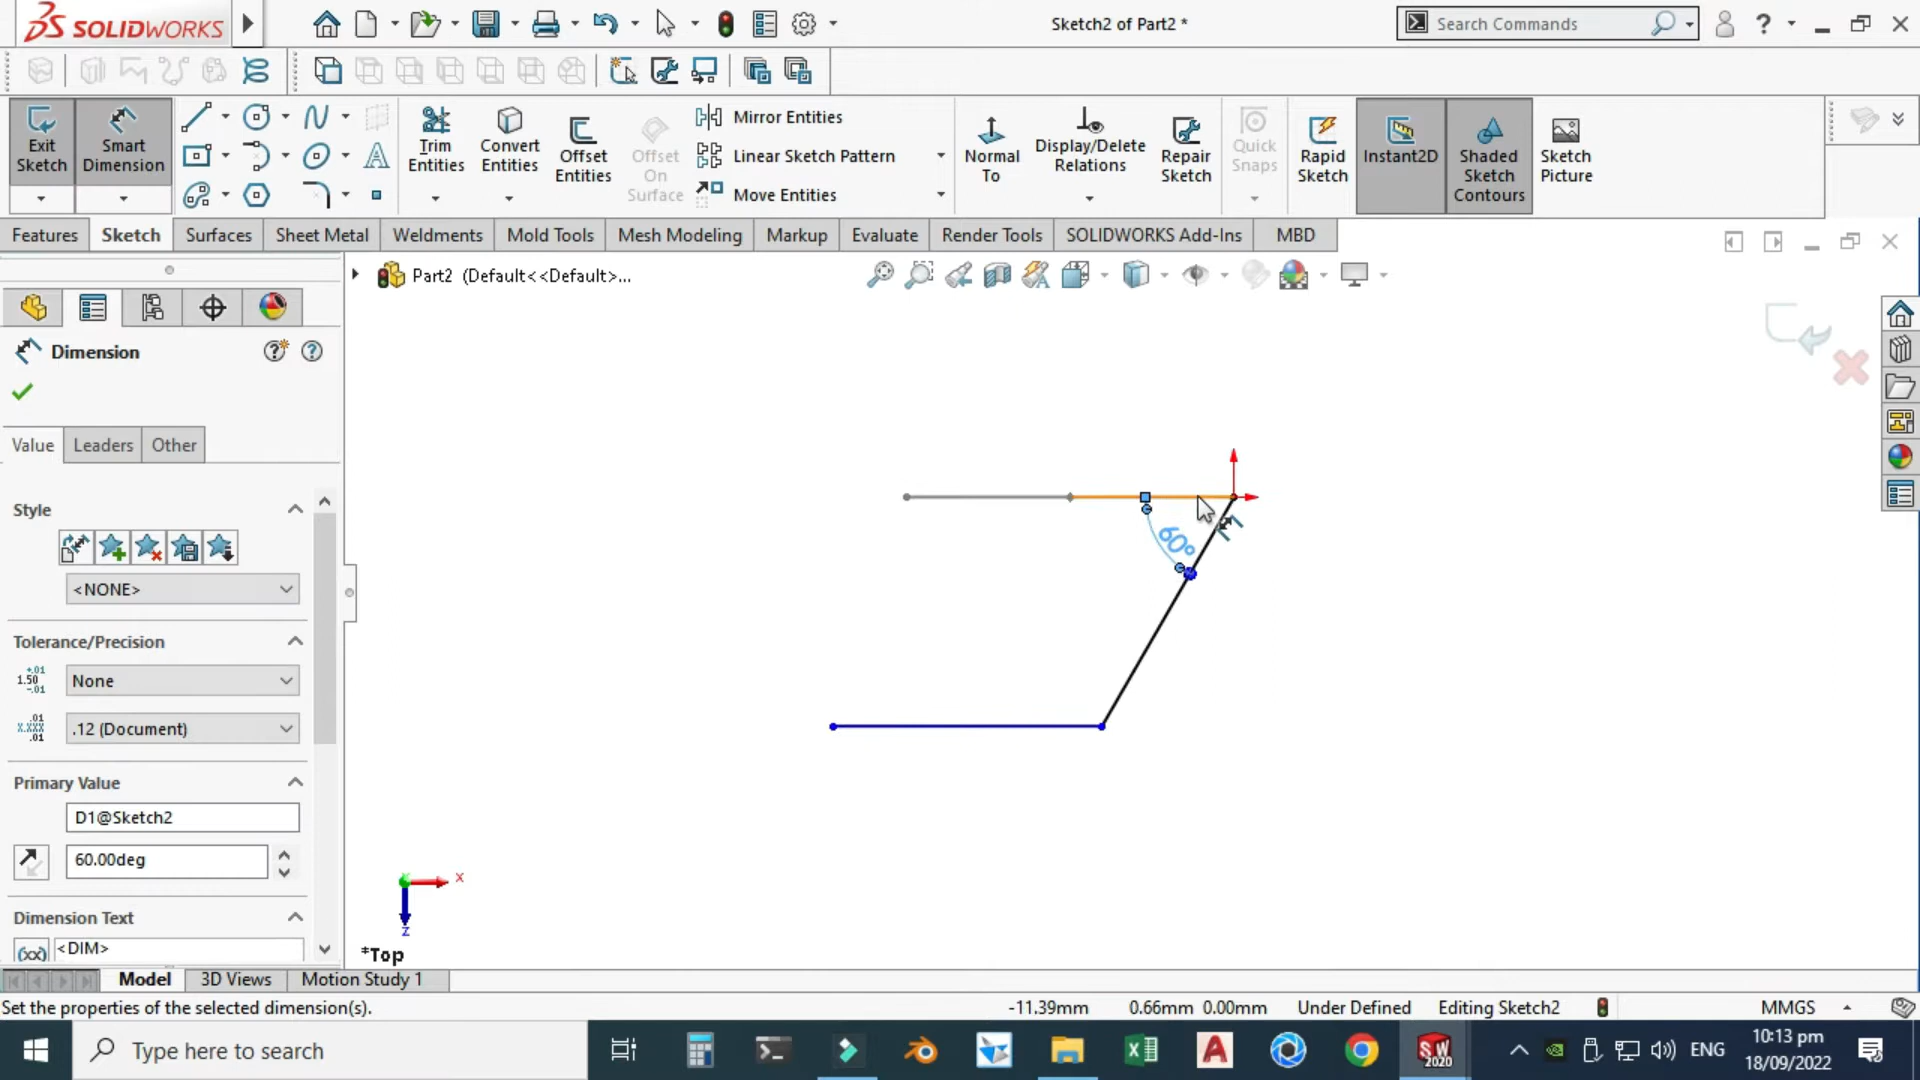 SOLIDWORKS
Sketch2 of Part2 *
Search Commands
Exit Sketch
Smart Dimension
Trim Entities
Convert Entities
Offset Entities
Offset On Surface
Mirror Entities
Linear Sketch Pattern
Move Entities
Normal To
Display/Delete Relations
Repair Sketch
Quick Snaps
Rapid Sketch
Instant2D
Shaded Sketch Contours
Sketch Picture
Features
Sketch
Surfaces
Sheet Metal
Weldments
Mold Tools
Mesh Modeling
Markup
Evaluate
Render Tools
SOLIDWORKS Add-Ins
MBD
Part2 (Default<<Default>...
Dimension
Value
Leaders
Other
Style
<NONE>
Tolerance/Precision
None
.12 (Document)
Primary Value
D1@Sketch2
60.00deg
Dimension Text
<DIM>
60°
X
Z
*Top
Model
3D Views
Motion Study 1
Set the properties of the selected dimension(s).
-11.39mm
0.66mm 0.00mm
Under Defined
Editing Sketch2
MMGS
Type here to search
ENG
10:13 pm
18/09/2022